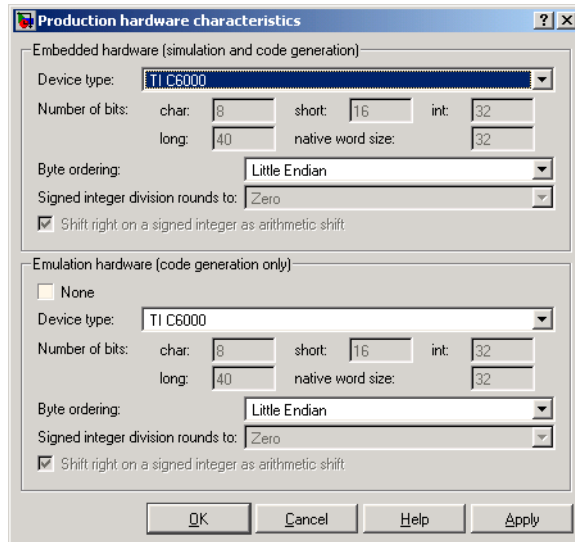 Production hardware characteristics
Embedded hardware (simulation and code generation)
Device type: TI C6000
Number of bits: char: 8 short: 16 int: 32
long: 40 native word size: 32
Byte ordering: Little Endian
Signed integer division rounds to: Zero
Shift right on a signed integer as arithmetic shift
Emulation hardware (code generation only)
None
Device type: TI C6000
Number of bits: char: 8 short: 16 int: 32
long: 40 native word size: 32
Byte ordering: Little Endian
Signed integer division rounds to: Zero
Shift right on a signed integer as arithmetic shift
OK Cancel Help Apply